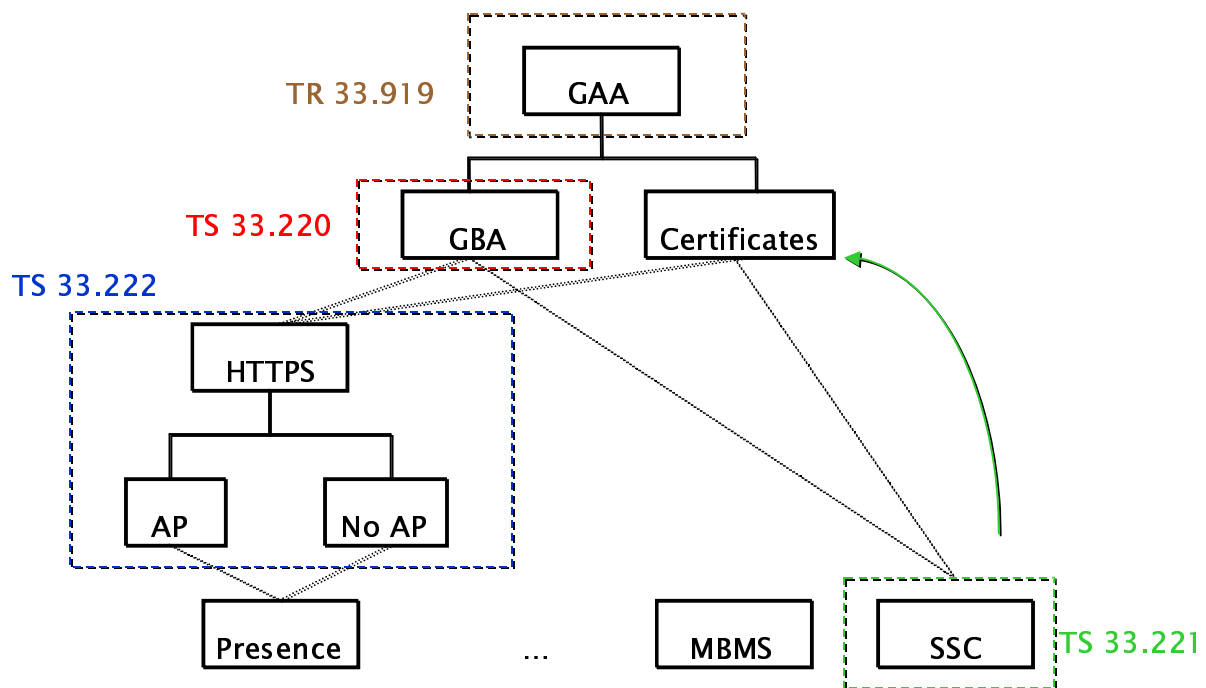 GAA
TR 33.919
TS 33.220
GBA
Certificates
TS 33.222
HTTPS
AP
No AP
Presence
...
MBMS
SSC
TS 33.221